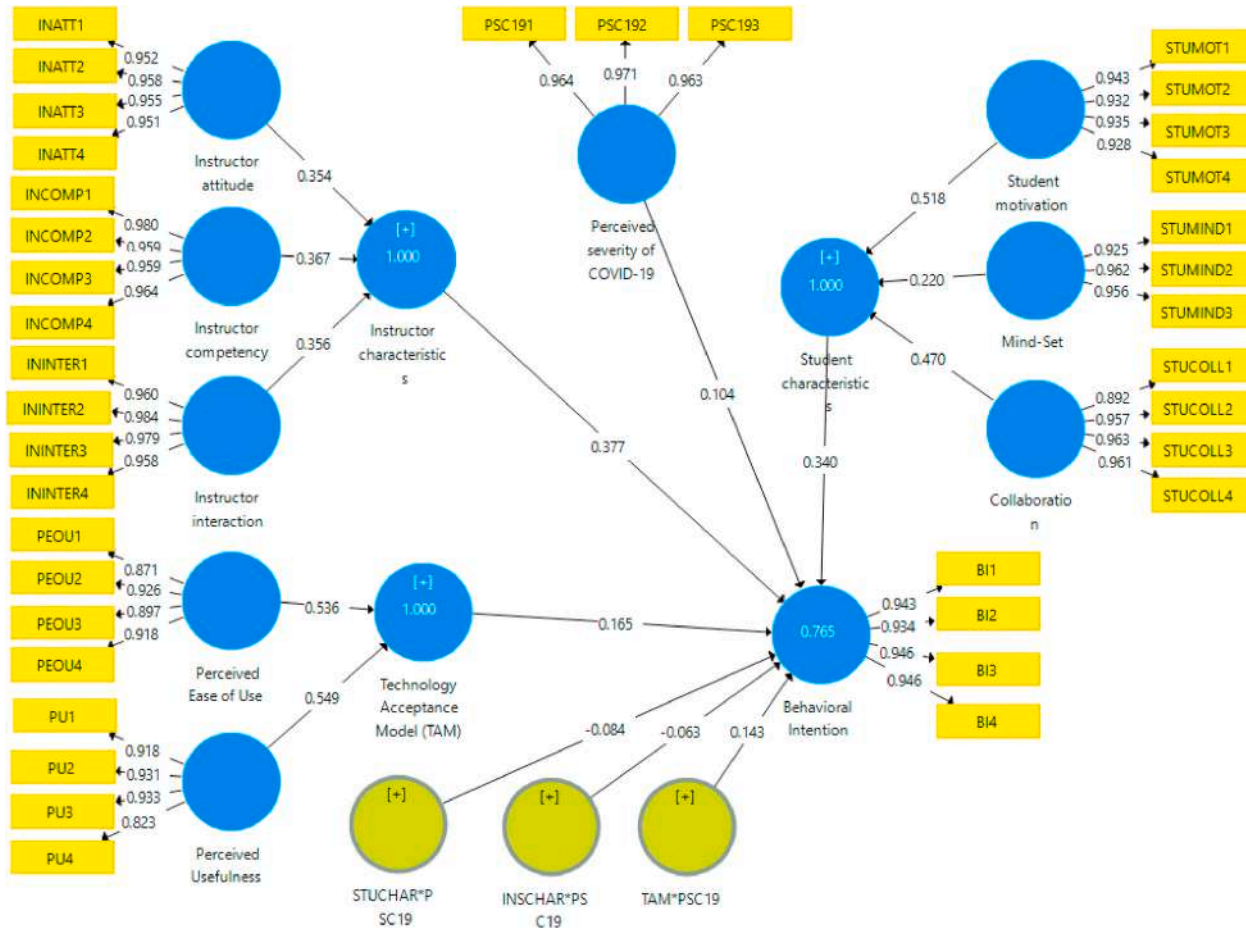 INATT1
INATT2
INATT3
INATT4
0.952
0.958
0.955
0.951
Instructor
attitude
0.354
INCOMP1
INCOMP2
INCOMP3
INCOMP4
0.980
0.959
0.959
0.964
Instructor
competency
0.367
ININTER1
ININTER2
ININTER3
ININTER4
0.960
0.984
0.979
0.958
Instructor
interaction
0.356
[+]
1.000
Instructor
characteristic
s
0.377
PEOU1
PEOU2
PEOU3
PEOU4
0.871
0.926
0.897
0.918
Perceived
Ease of Use
0.536
PU1
PU2
PU3
PU4
0.918
0.931
0.933
0.823
Perceived
Usefulness
0.549
[+]
1.000
Technology
Acceptance
Model (TAM)
0.165
PSC191
PSC192
PSC193
0.964
0.971
0.963
Perceived
severity of
COVID-19
0.104
STUMOT1
STUMOT2
STUMOT3
STUMOT4
0.943
0.932
0.935
0.928
Student
motivation
0.518
STUMIND1
STUMIND2
STUMIND3
0.925
0.962
0.956
Mind-Set
0.220
STUCOLL1
STUCOLL2
STUCOLL3
STUCOLL4
0.892
0.957
0.963
0.961
Collaboratio
n
0.470
[+]
1.000
Student
characteristic
s
0.340
BI1
BI2
BI3
BI4
0.943
0.934
0.946
0.946
0.765
Behavioral
Intention
-0.084
-0.063
0.143
[+]
STUCHAR*P
SC19
[+]
INSCHAR*PS
C19
[+]
TAM*PSC19